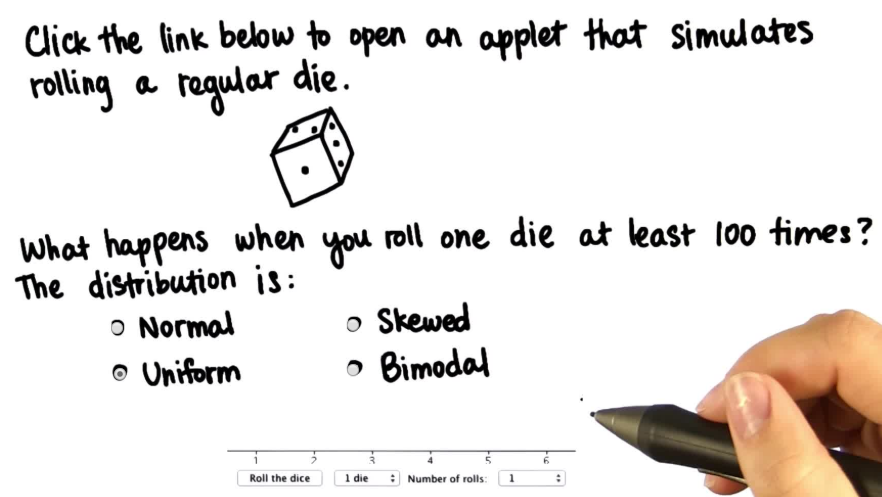 Click the link below to open an applet that simulates
rolling a regular die.
What happens when you roll one die at least 100 times?
The distribution is:
Normal Skewed
Uniform Bimodal
1 2 3 4 5 6
Roll the dice 1 die Number of rolls: 1